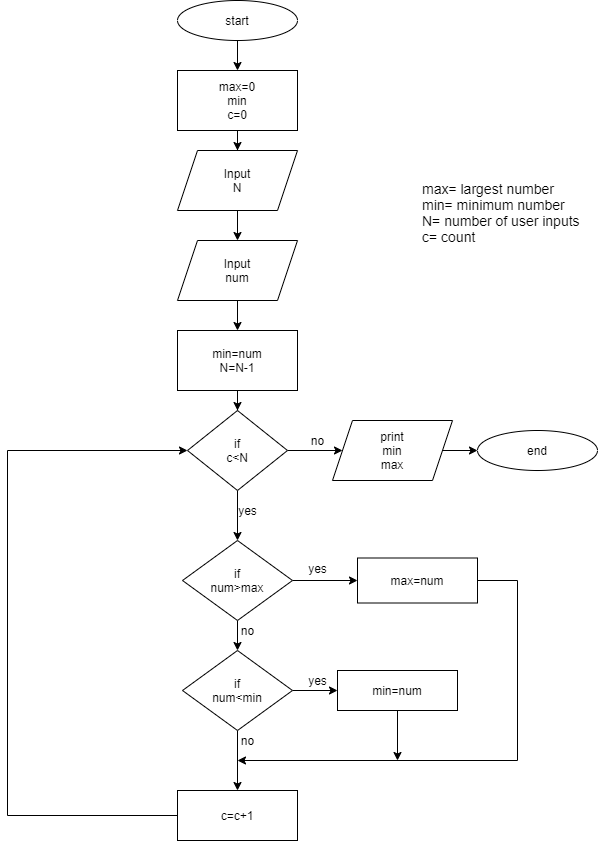 start
max=0
min
c=0
Input
N
max= largest number
min= minimum number
N= number of user inputs
c= count
Input
num
min=num
N=N-1
if
c<N
no
print
min
max
end
yes
if
num>max
yes
max=num
no
if
num<min
yes
min=num
no
c=c+1